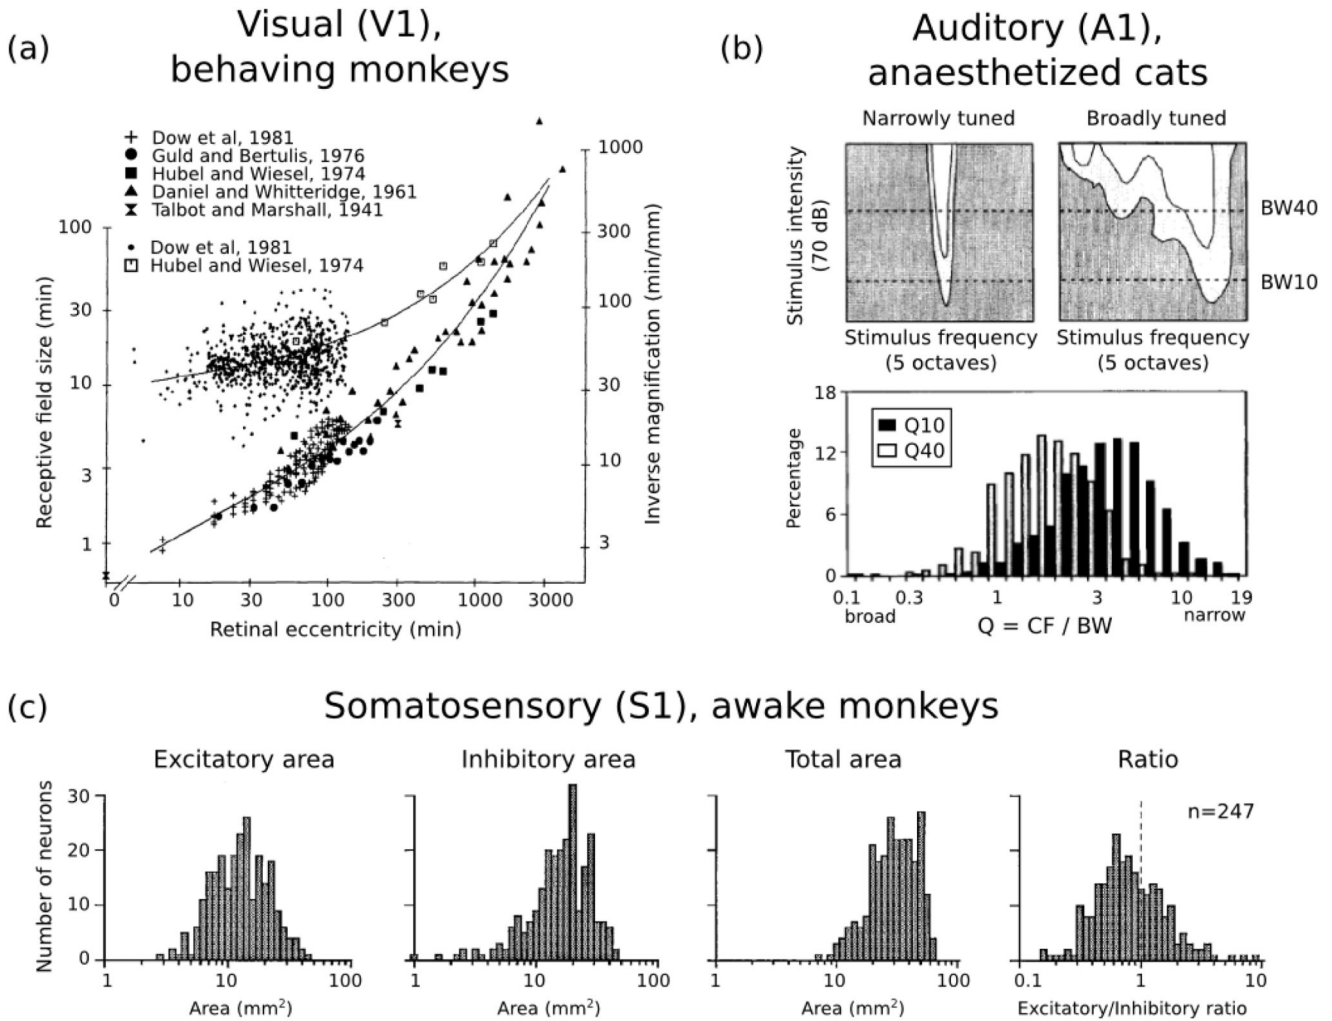 (a)
Visual (V1),
behaving monkeys
Dow et al, 1981
Guld and Bertulis, 1976
Hubel and Wiesel, 1974
Daniel and Whitteridge, 1961
Talbot and Marshall, 1941
Dow et al, 1981
Hubel and Wiesel, 1974
Receptive field size (min)
100
30
10
3
1
Inverse magnification (min/mm)
1000
300
100
30
10
3
0 10 30 100 300 1000 3000
Retinal eccentricity (min)
(b)
Auditory (A1),
anaesthetized cats
Narrowly tuned
Broadly tuned
Stimulus intensity
(70 dB)
BW40
BW10
Stimulus frequency
(5 octaves)
Stimulus frequency
(5 octaves)
Percentage
18
12
6
0
Q10
Q40
0.1 0.3 1 3 10 19
broad
narrow
Q = CF / BW
(c)
Somatosensory (S1), awake monkeys
Excitatory area
Inhibitory area
Total area
Ratio
Number of neurons
30
20
10
0
n=247
1 10 100
1 10 100
1 10 100
0.1 1 10
Area (mm²)
Area (mm²)
Area (mm²)
Excitatory/Inhibitory ratio